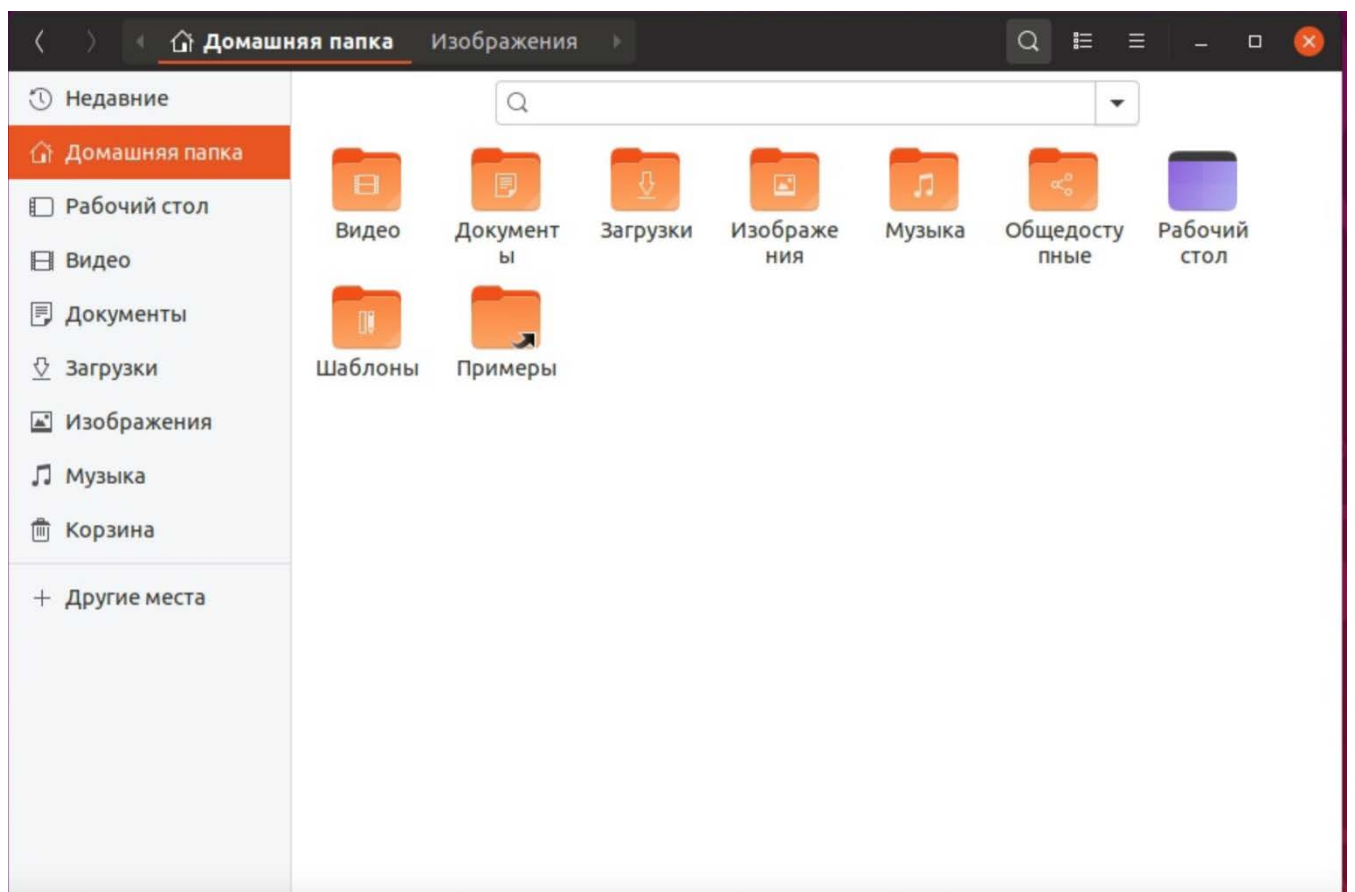 Домашняя папка Изображения
Недавние
Домашняя папка
Рабочий стол
Видео
Документы
Загрузки
Изображения
Музыка
Корзина
Другие места
Видео
Документ
ы
Загрузки
Изображе
ния
Музыка
Общедосту
пные
Рабочий
стол
Шаблоны
Примеры